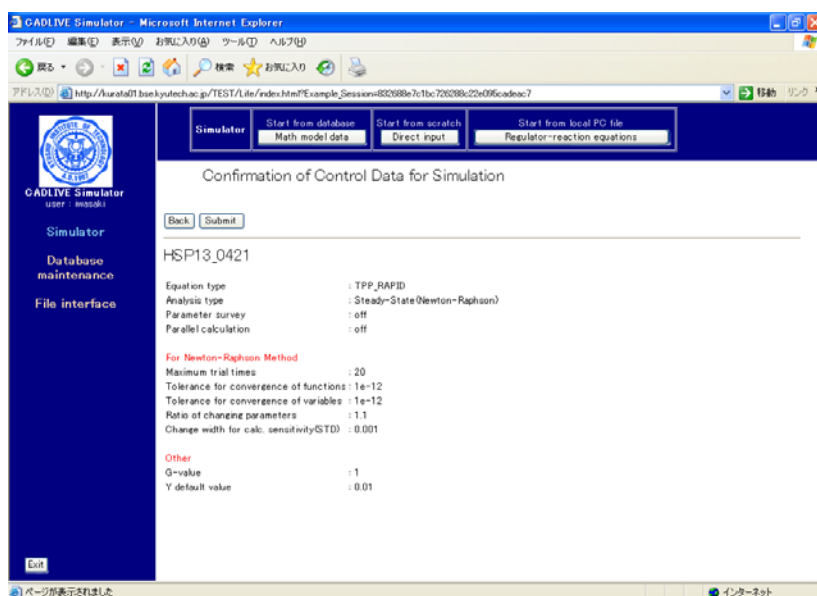 CADLIVE Simulator - Microsoft Internet Explorer
ファイル(F) 編集(E) 表示(V) お気に入り(A) ツール(T) ヘルプ(H)
戻る 検索 お気に入り
アドレス(D) http://kurata01.bse.kyutech.ac.jp/TEST/Life/index.html?Example_Session=832688e7c1bc726288c22e095cadeac7 移動 リンク
Simulator
Start from database
Math model data
Start from scratch
Direct input
Start from local PC file
Regulator-reaction equations
CADLIVE Simulator
user : iwasaki
Simulator
Database
maintenance
File interface
Exit
Confirmation of Control Data for Simulation
Back Submit
HSP13_0421
Equation type : TPP_RAPID
Analysis type : Steady-State(Newton-Raphson)
Parameter survey : off
Parallel calculation : off
For Newton-Raphson Method
Maximum trial times : 20
Tolerance for convergence of functions : 1e-12
Tolerance for convergence of variables : 1e-12
Ratio of changing parameters : 1.1
Change width for calc. sensitivity(STD) : 0.001
Other
G-value : 1
Y default value : 0.01
ページが表示されました インターネット